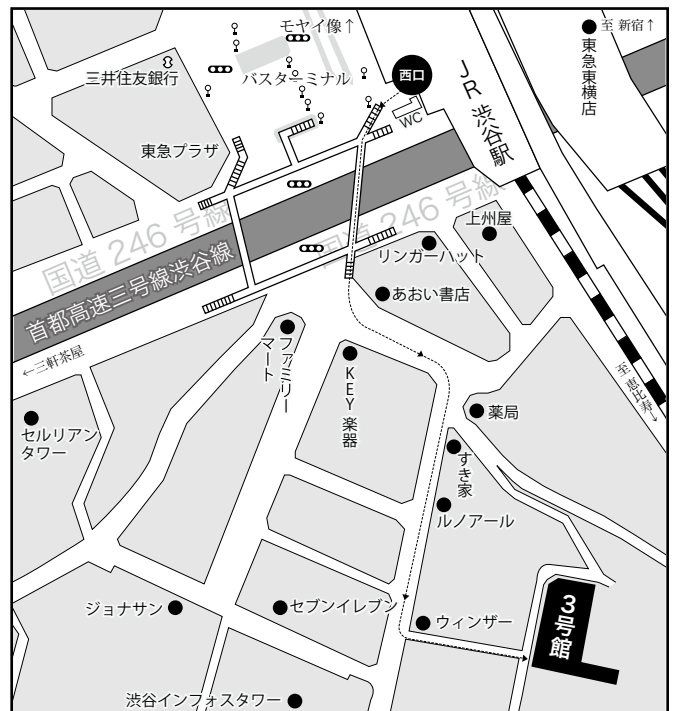 モヤイ像↑
至 新宿↑
東急東横店
三井住友銀行
バスターミナル
西口
JR 渋谷駅
WC
東急プラザ
国道 246 号線
国道 246 号線
上州屋
リンガーハット
首都高速三号線渋谷線
あおい書店
←三軒茶屋
ファミリー
マート
KEY楽器
至 恵比寿→
薬局
セルリアン
タワー
すき家
ルノアール
ジョナサン
セブンイレブン
ウィンザー
3号館
渋谷インフォスタワー